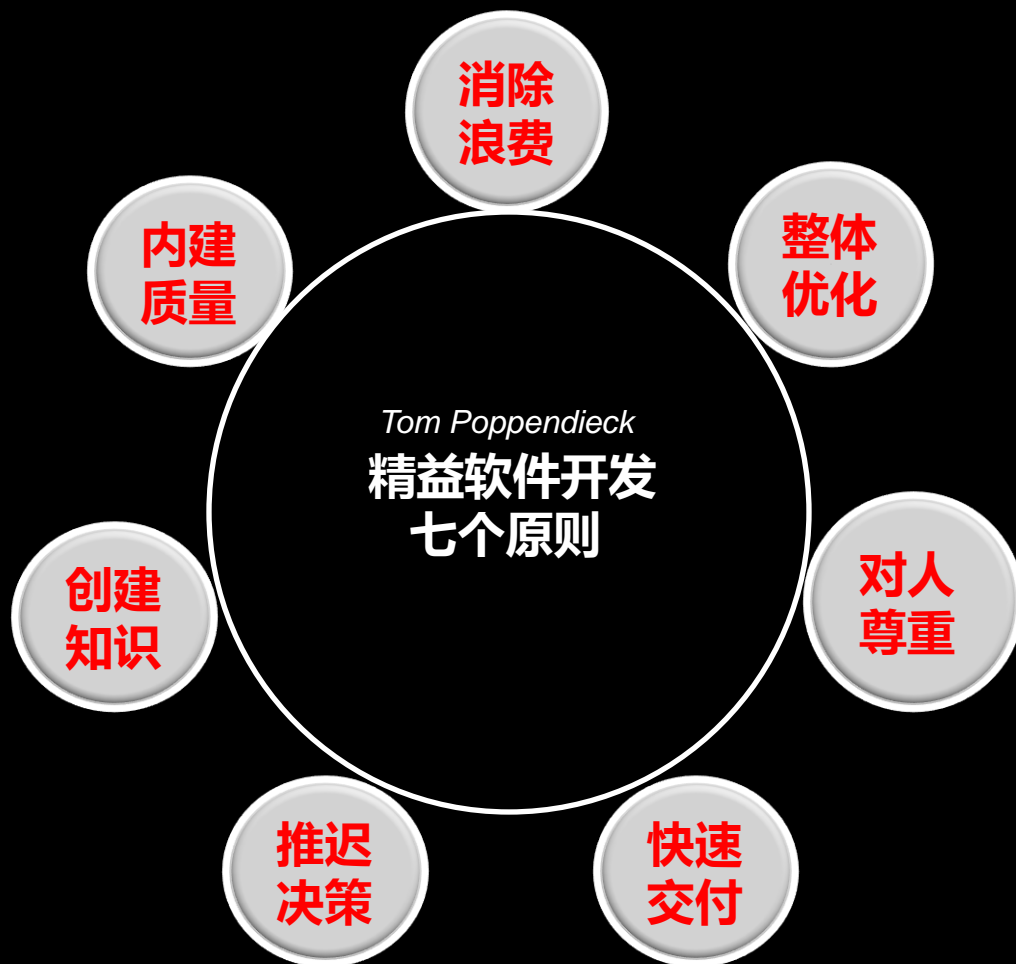 消除
浪费
整体
优化
内建
质量
Tom Poppendieck
精益软件开发
七个原则
对人
尊重
创建
知识
推迟
决策
快速
交付